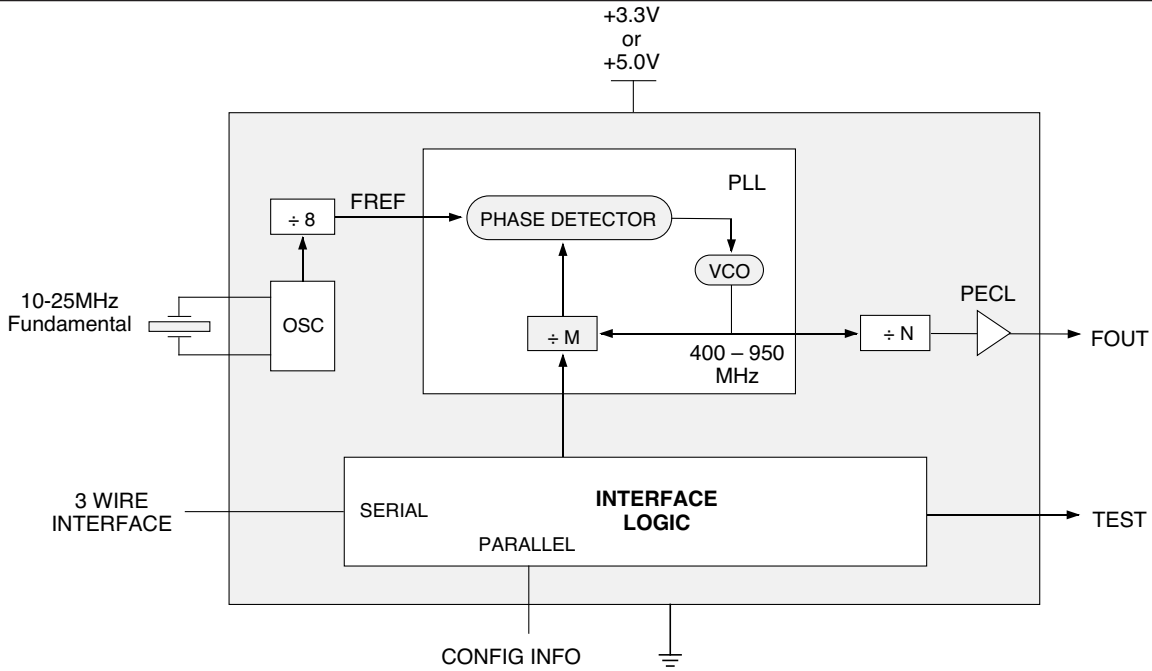 +3.3V
or
+5.0V
PLL
FREF
÷ 8
PHASE DETECTOR
VCO
10-25MHz
Fundamental
OSC
PECL
÷ M
÷ N
FOUT
400 – 950
MHz
3 WIRE
INTERFACE
SERIAL
INTERFACE
LOGIC
TEST
PARALLEL
CONFIG INFO